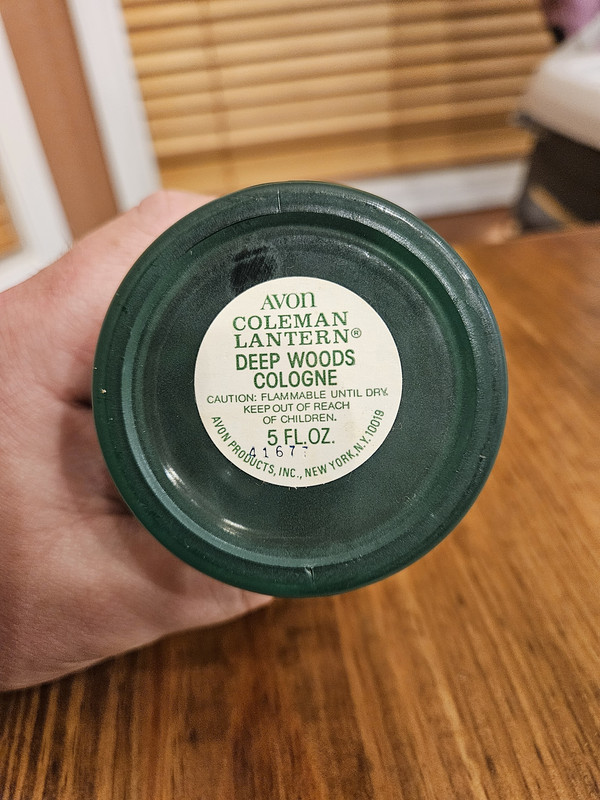 AVON
COLEMAN
LANTERN®
DEEP WOODS
COLOGNE
CAUTION: FLAMMABLE UNTIL DRY.
KEEP OUT OF REACH
OF CHILDREN.
5 FL.OZ.
AVON PRODUCTS, INC., NEW YORK, N.Y. 10019